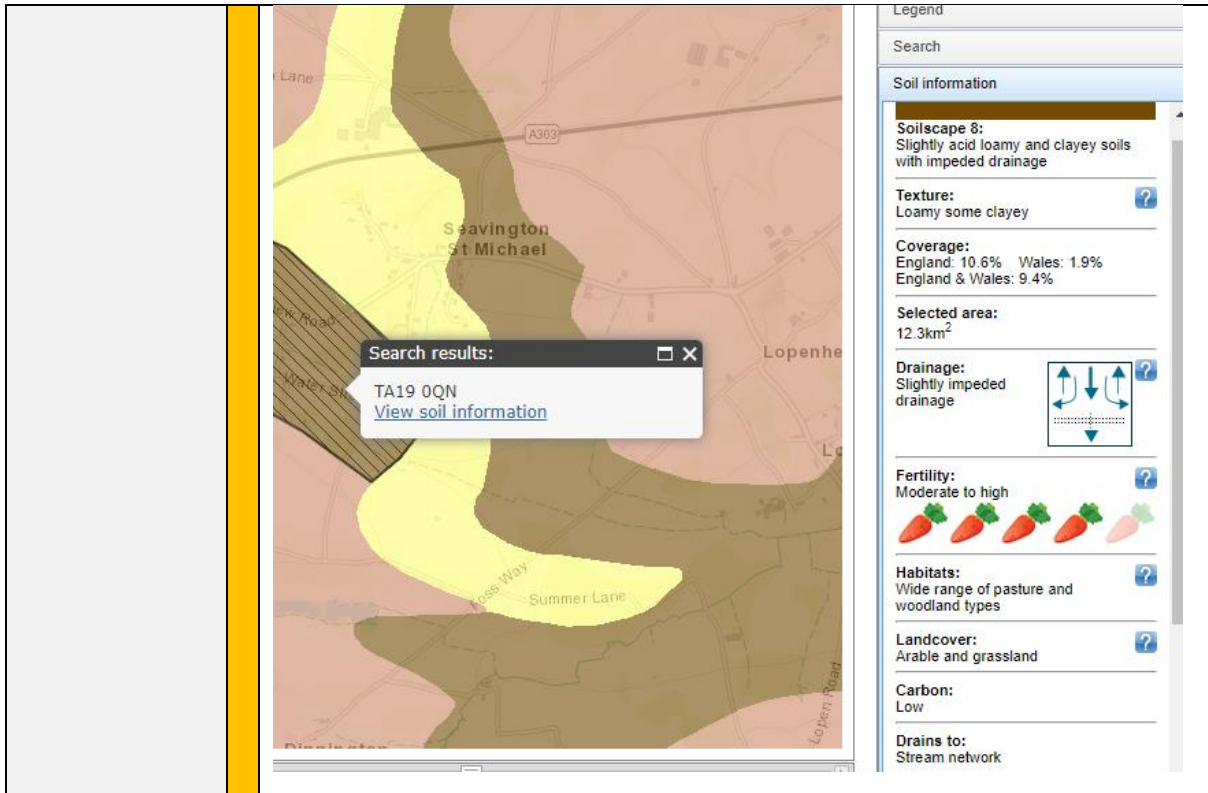 Lane
A303
Seavington
St Michael
Road
Search results:
TA19 0QN
View soil information
Lopenhe
Water
Lo
Foss Way
Summer Lane
Lopen Road
Dinnington
Legend
Search
Soil information
Soilscape 8:
Slightly acid loamy and clayey soils
with impeded drainage
Texture:
Loamy some clayey
Coverage:
England: 10.6% Wales: 1.9%
England & Wales: 9.4%
Selected area:
12.3km²
Drainage:
Slightly impeded
drainage
Fertility:
Moderate to high
Habitats:
Wide range of pasture and
woodland types
Landcover:
Arable and grassland
Carbon:
Low
Drains to:
Stream network